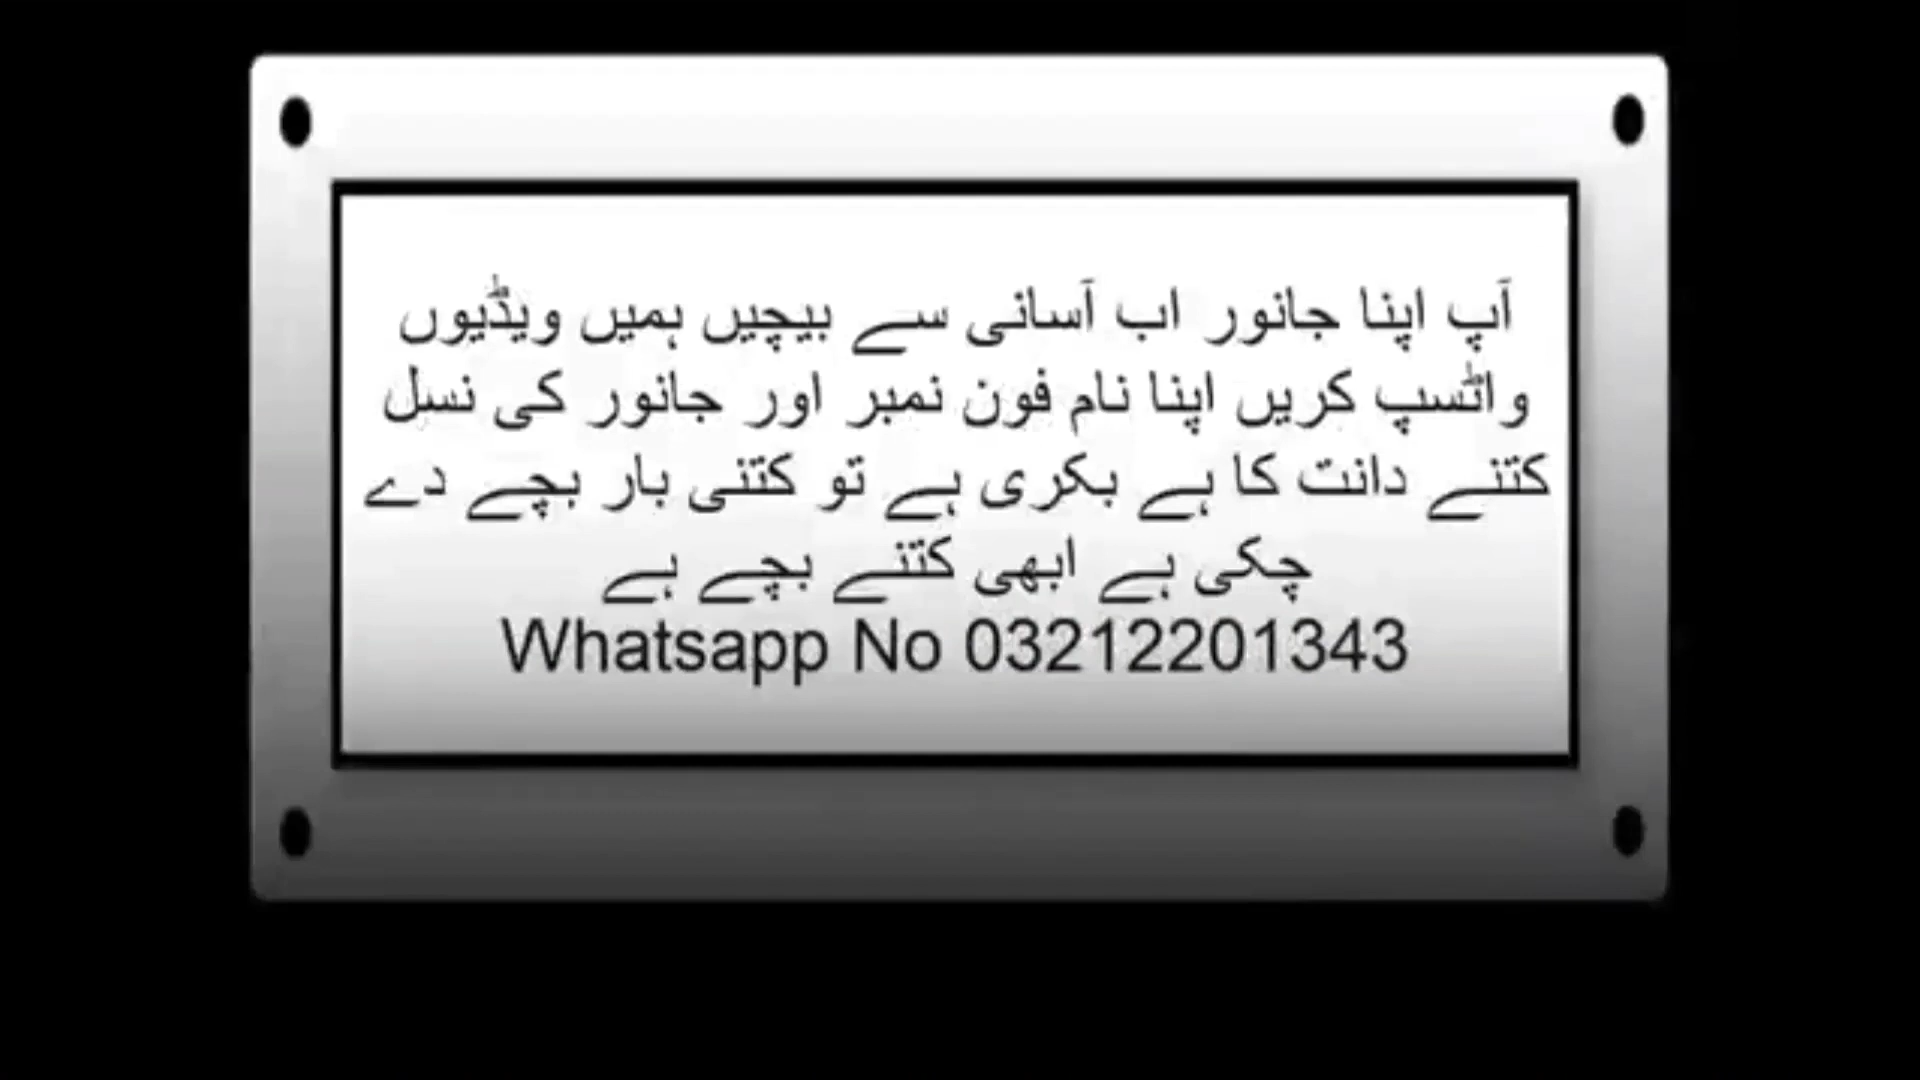 آپ اپنا جانور اب آسانی سے بیچیں ہمیں ویڈیوں
واٹسپ کریں اپنا نام فون نمبر اور جانور کی نسل
کتنے دانت کا ہے بکری ہے تو کتنی بار بچے دے
چکی ہے ابھی کتنے بچے ہے
Whatsapp No 03212201343